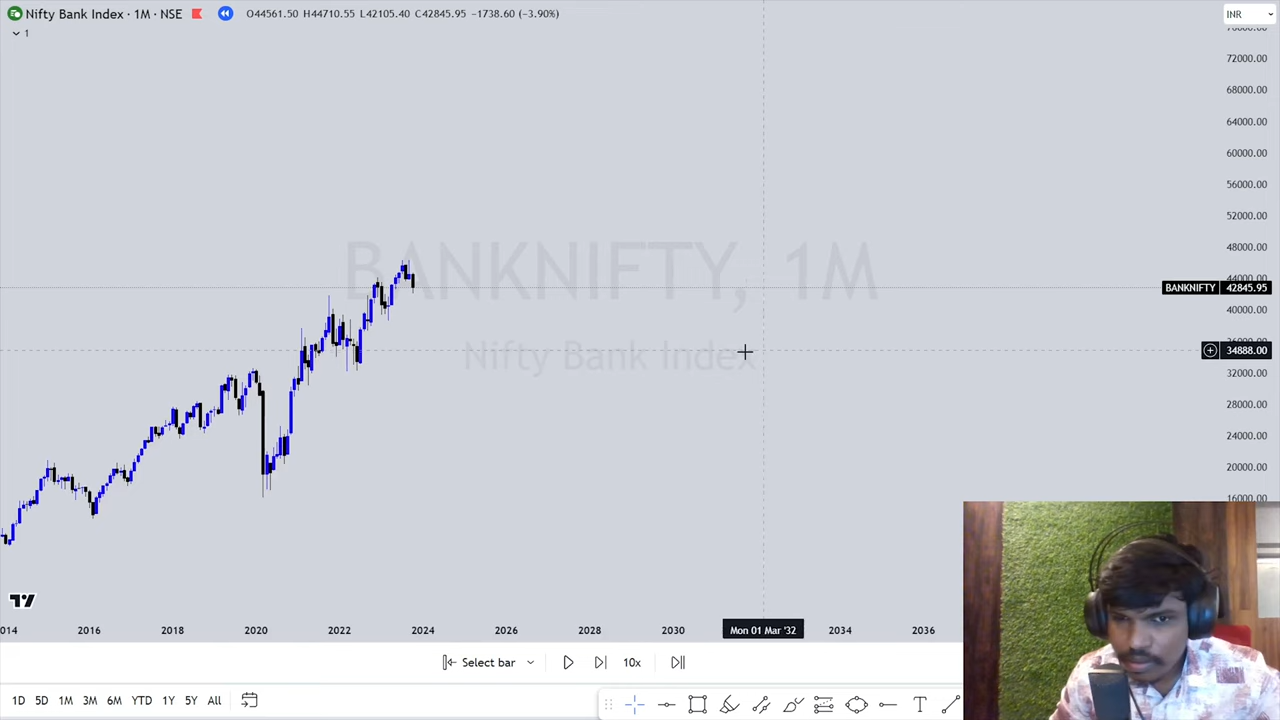 Nifty Bank Index · 1M · NSE O44561.50 H44710.55 L42105.40 C42845.95 −1738.60 (−3.90%) INR
1
72000.00
68000.00
64000.00
60000.00
56000.00
52000.00
48000.00
BANKNIFTY, 1M
44000.00
BANKNIFTY 42845.95
40000.00
Nifty Bank Index
34888.00
32000.00
28000.00
24000.00
20000.00
16000.00
2016 2018 2020 2022 2024 2026 2028 2030 Mon 01 Mar '32 2034 2036
Select bar 10x
1D 5D 1M 3M 6M YTD 1Y 5Y All